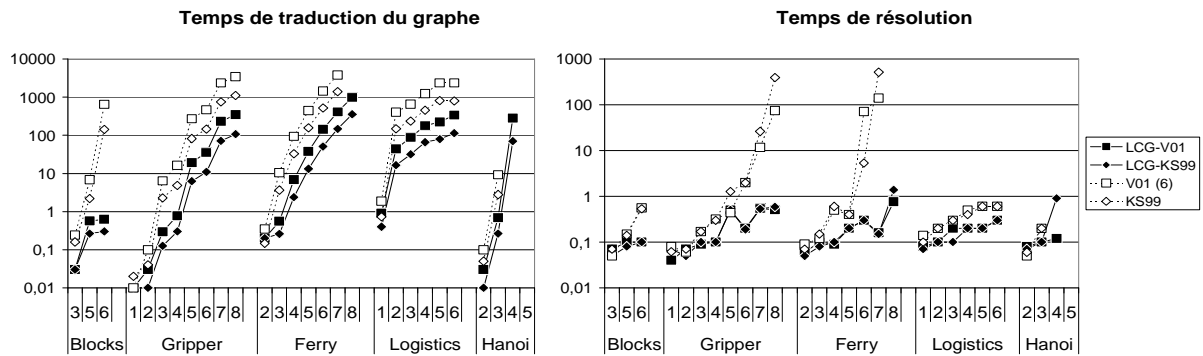 Temps de traduction du graphe
10000
1000
100
10
1
0,1
0,01
3 5 6 1 2 3 4 5 6 7 8 2 3 4 5 6 7 8 1 2 3 4 5 6 2 3 4 5
Blocks Gripper Ferry Logistics Hanoi
Temps de résolution
1000
100
10
1
0,1
0,01
3 5 6 1 2 3 4 5 6 7 8 2 3 4 5 6 7 8 1 2 3 4 5 6 2 3 4 5
Blocks Gripper Ferry Logistics Hanoi
LCG-V01
LCG-KS99
V01 (6)
KS99